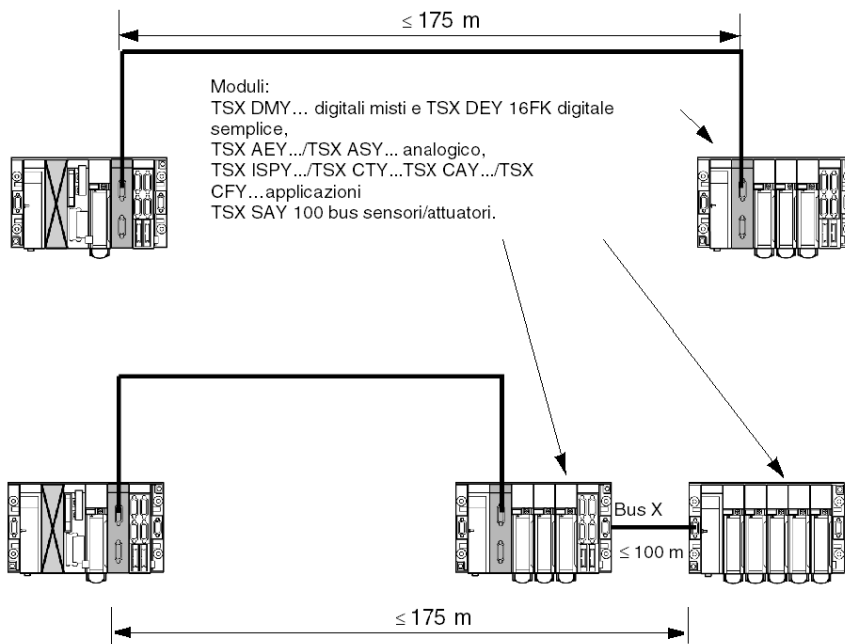 ≤ 175 m
Moduli:
TSX DMY... digitali misti e TSX DEY 16FK digitale
semplice,
TSX AEY.../TSX ASY... analogico,
TSX ISPY.../TSX CTY...TSX CAY.../TSX
CFY...applicazioni
TSX SAY 100 bus sensori/attuatori.
Bus X
≤ 100 m
≤ 175 m